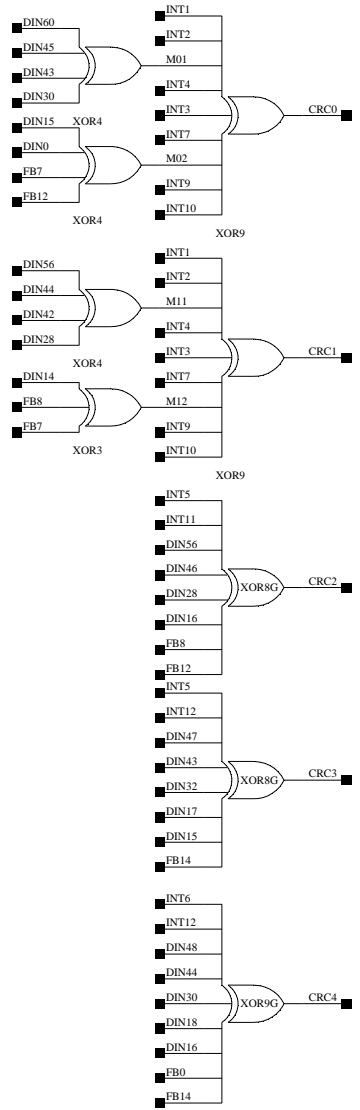 INT1
DIN60
INT2
DIN45
M01
DIN43
INT4
DIN30
INT3
CRC0
XOR4
DIN15
INT7
DIN0
M02
FB7
INT9
FB12
INT10
XOR4
XOR9
INT1
DIN56
INT2
DIN44
M11
DIN42
INT4
DIN28
INT3
CRC1
XOR4
DIN14
INT7
FB8
M12
FB7
INT9
XOR3
INT10
XOR9
INT5
INT11
DIN56
DIN46
XOR8G
CRC2
DIN28
DIN16
FB8
FB12
INT5
INT12
DIN47
DIN43
XOR8G
CRC3
DIN32
DIN17
DIN15
FB14
INT6
INT12
DIN48
DIN44
DIN30
XOR9G
CRC4
DIN18
DIN16
FB0
FB14